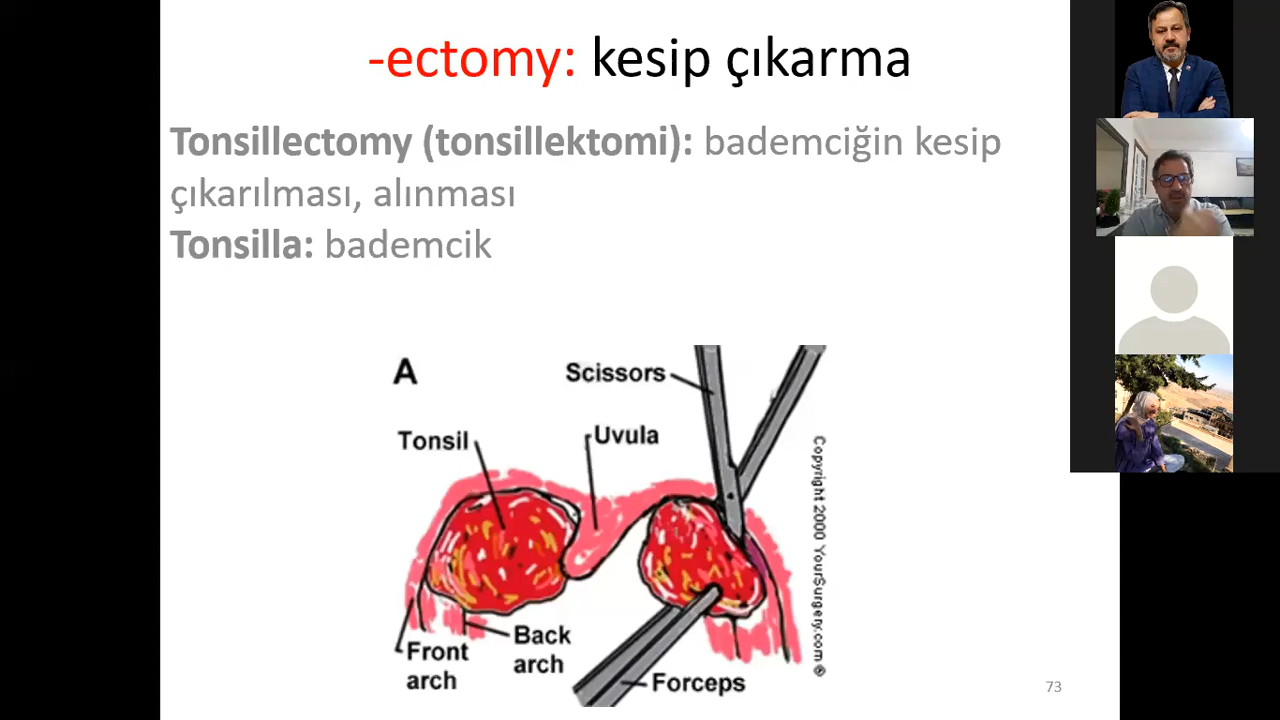 -ectomy: kesip çıkarma
Tonsillectomy (tonsillektomi): bademciğin kesip
çıkarılması, alınması
Tonsilla: bademcik
A
Scissors
Tonsil
Uvula
Copyright 2000 YourSurgery.com ®
Back
arch
Front
arch
Forceps
73